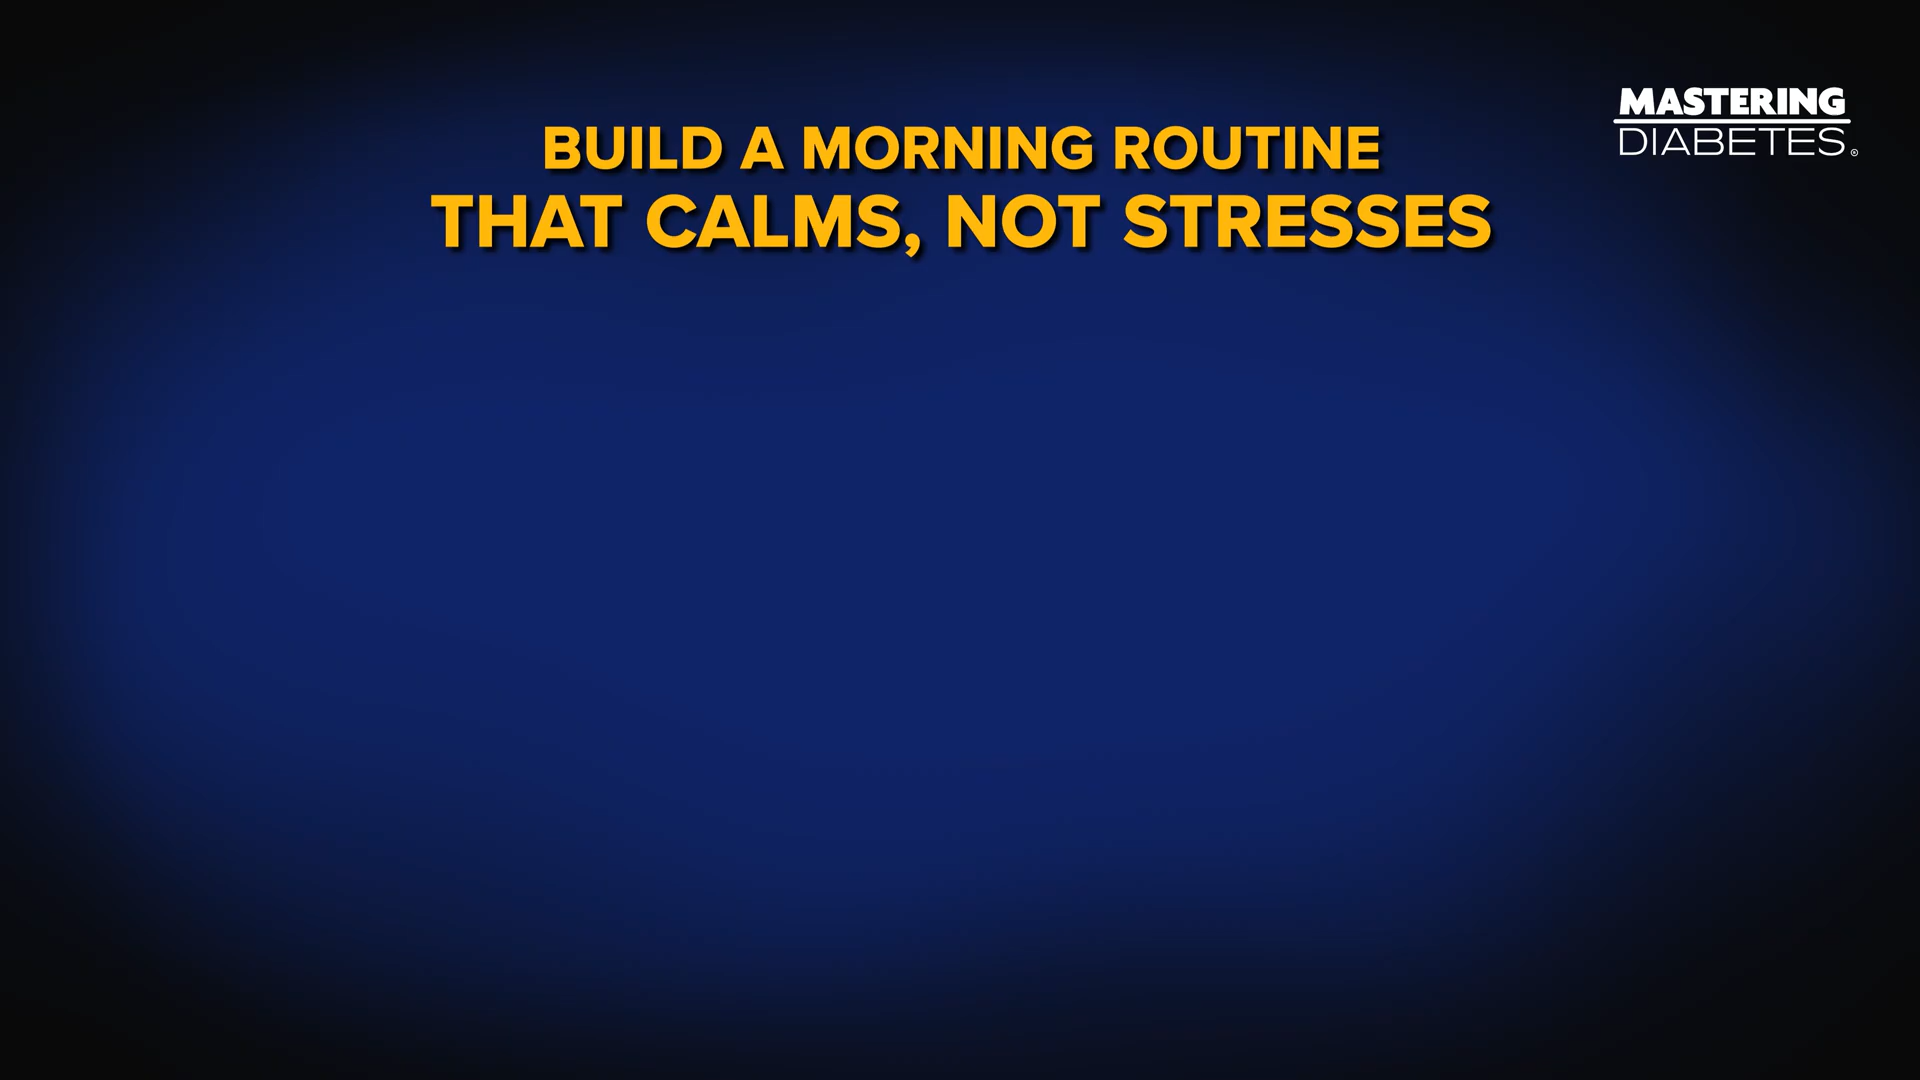 BUILD A MORNING ROUTINE
THAT CALMS, NOT STRESSES
MASTERING
DIABETES®